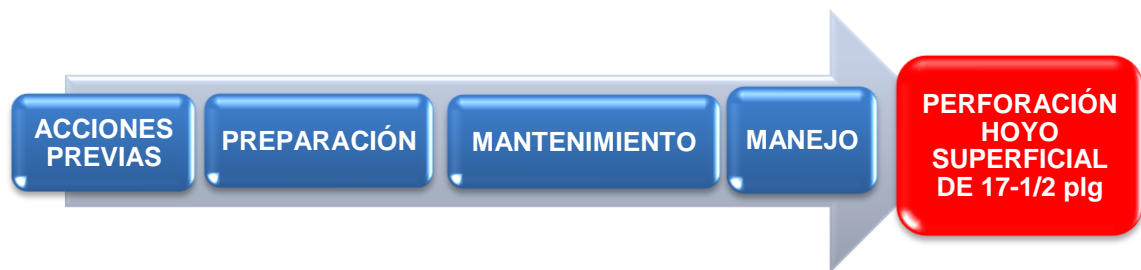 ACCIONES
PREVIAS
PREPARACIÓN
MANTENIMIENTO
MANEJO
PERFORACIÓN
HOYO
SUPERFICIAL
DE 17-1/2 plg